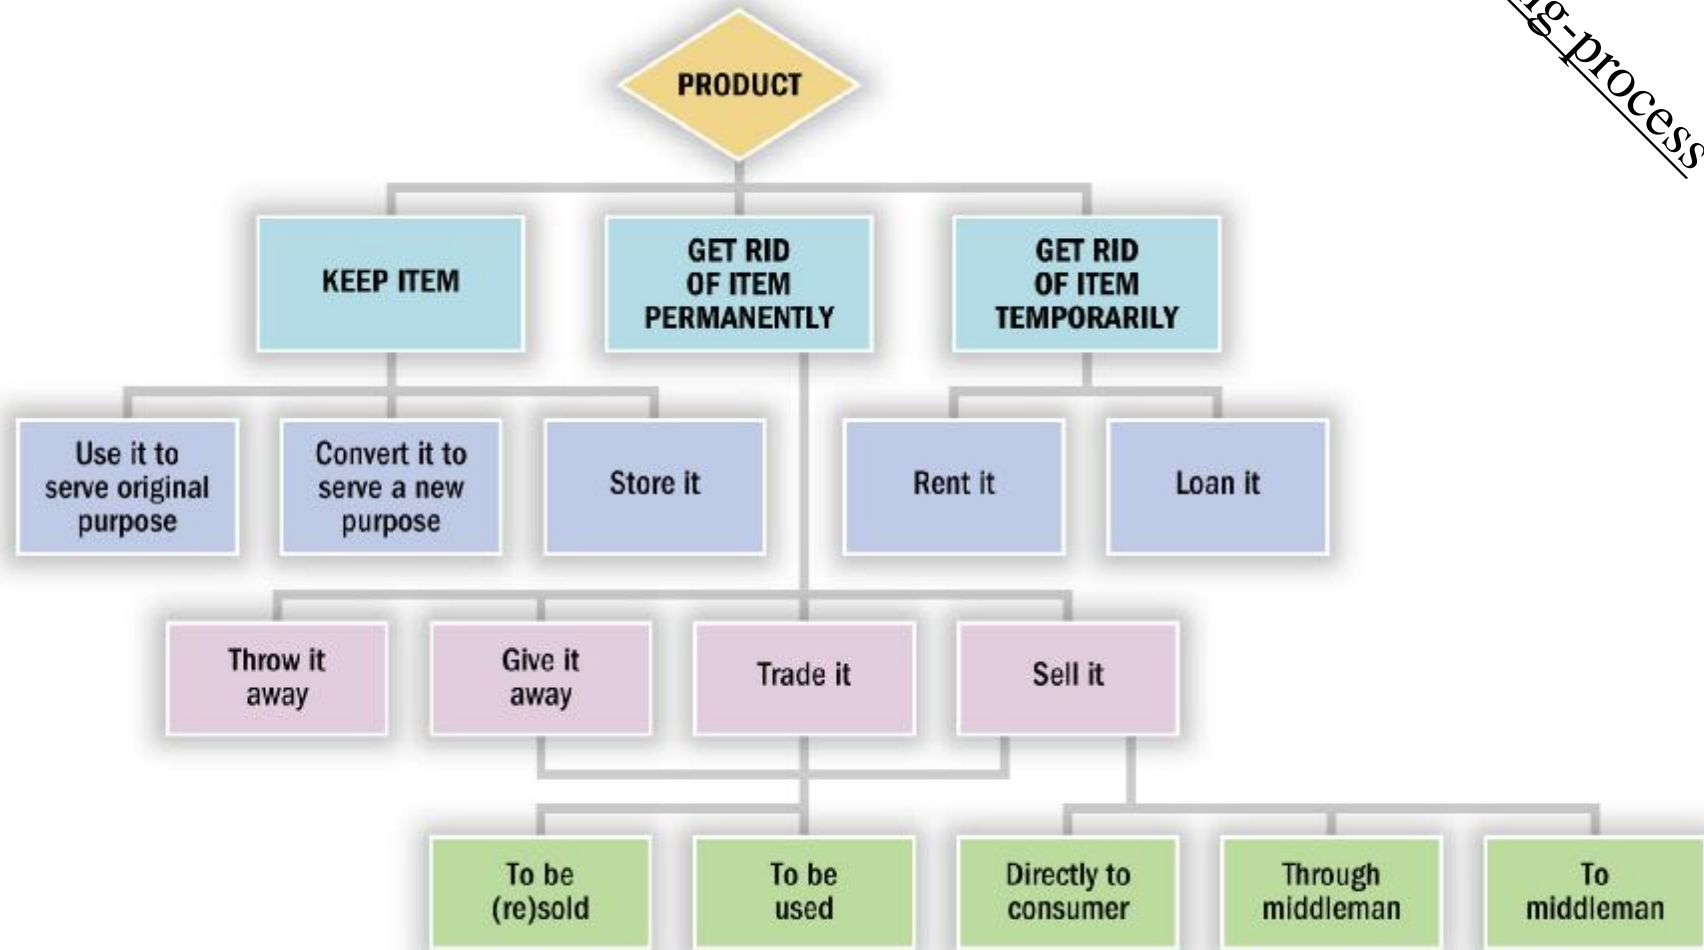 ng-process
PRODUCT
KEEP ITEM
GET RID
OF ITEM
PERMANENTLY
GET RID
OF ITEM
TEMPORARILY
Use it to
serve original
purpose
Convert it to
serve a new
purpose
Store it
Rent it
Loan it
Throw it
away
Give it
away
Trade it
Sell it
To be
(re)sold
To be
used
Directly to
consumer
Through
middleman
To
middleman